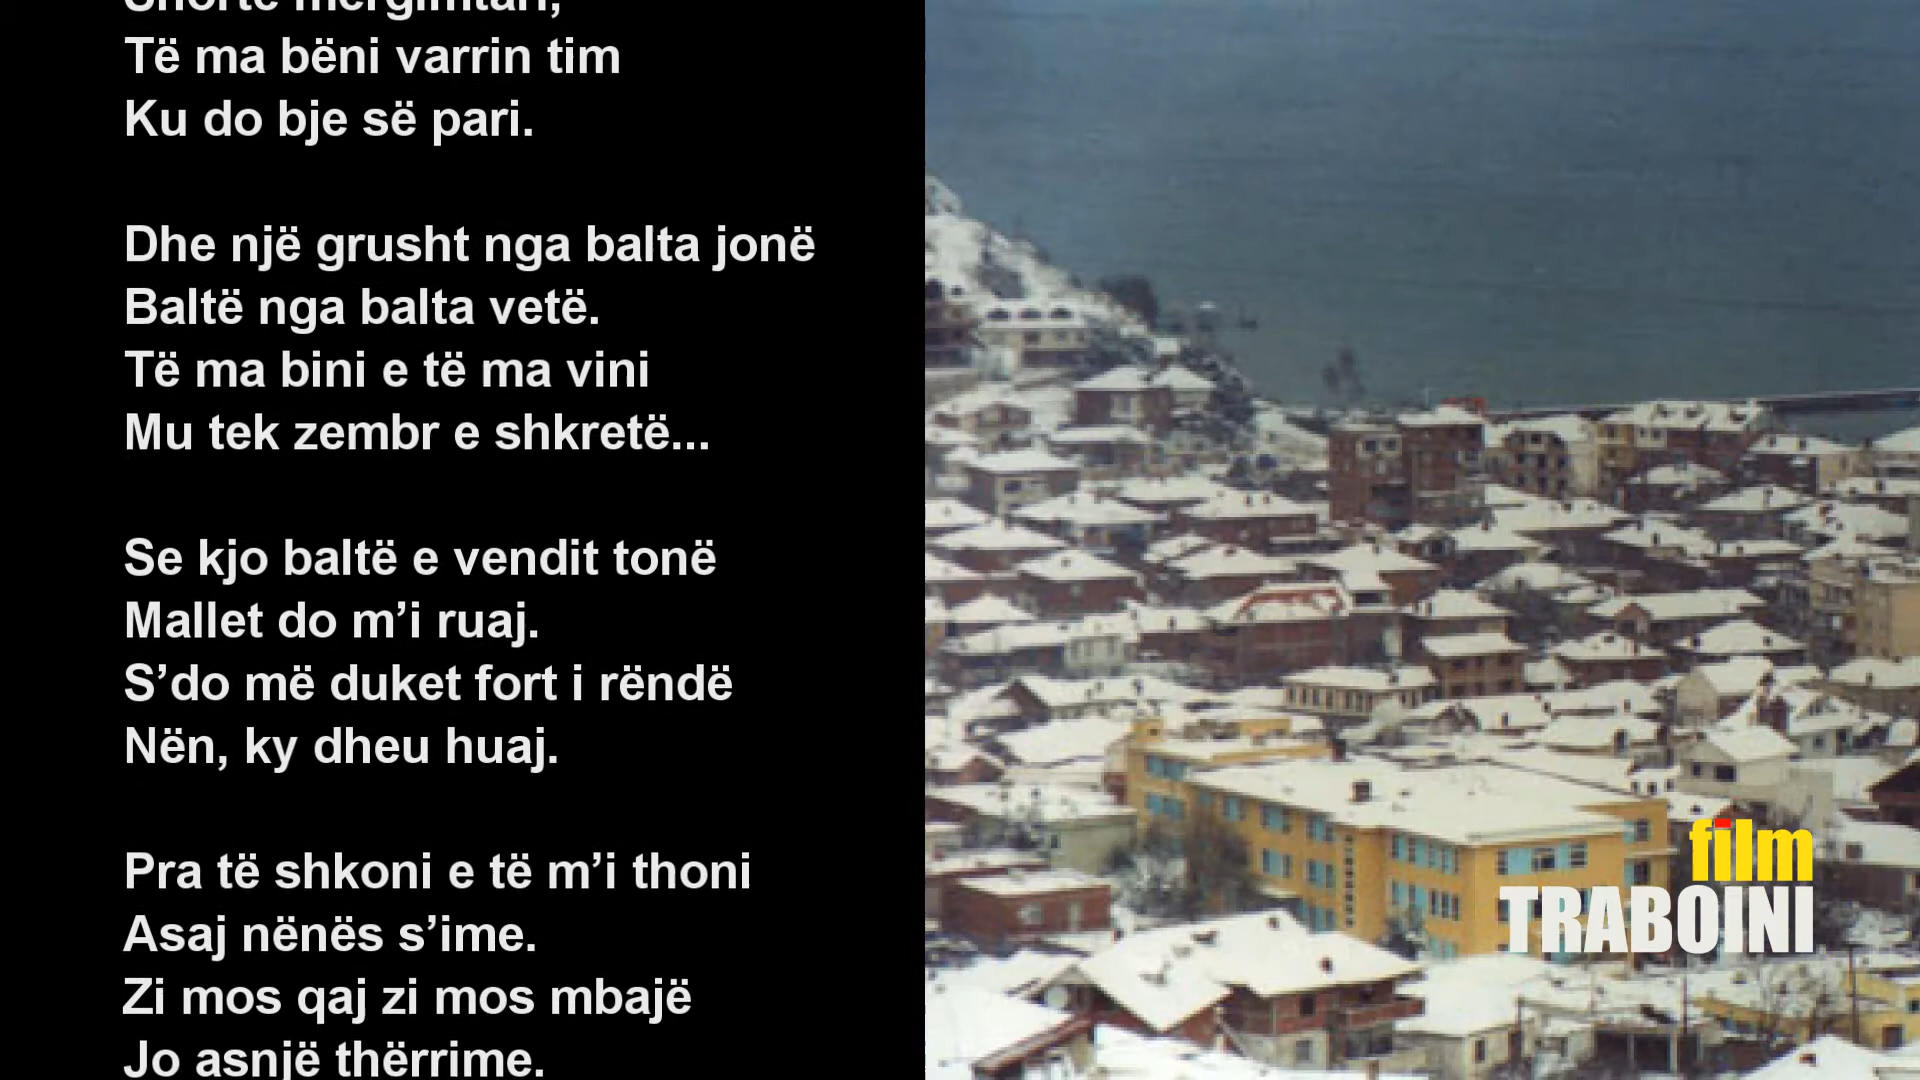 Shortë mërgimtari,
Të ma bëni varrin tim
Ku do bje së pari.
Dhe një grusht nga balta jonë
Baltë nga balta vetë.
Të ma bini e të ma vini
Mu tek zembr e shkretë...
Se kjo baltë e vendit tonë
Mallet do m’i ruaj.
S’do më duket fort i rëndë
Nën, ky dheu huaj.
Pra të shkoni e të m’i thoni
Asaj nënës s’ime.
Zi mos qaj zi mos mbajë
Jo asnjë thërrime.
film
TRABOINI